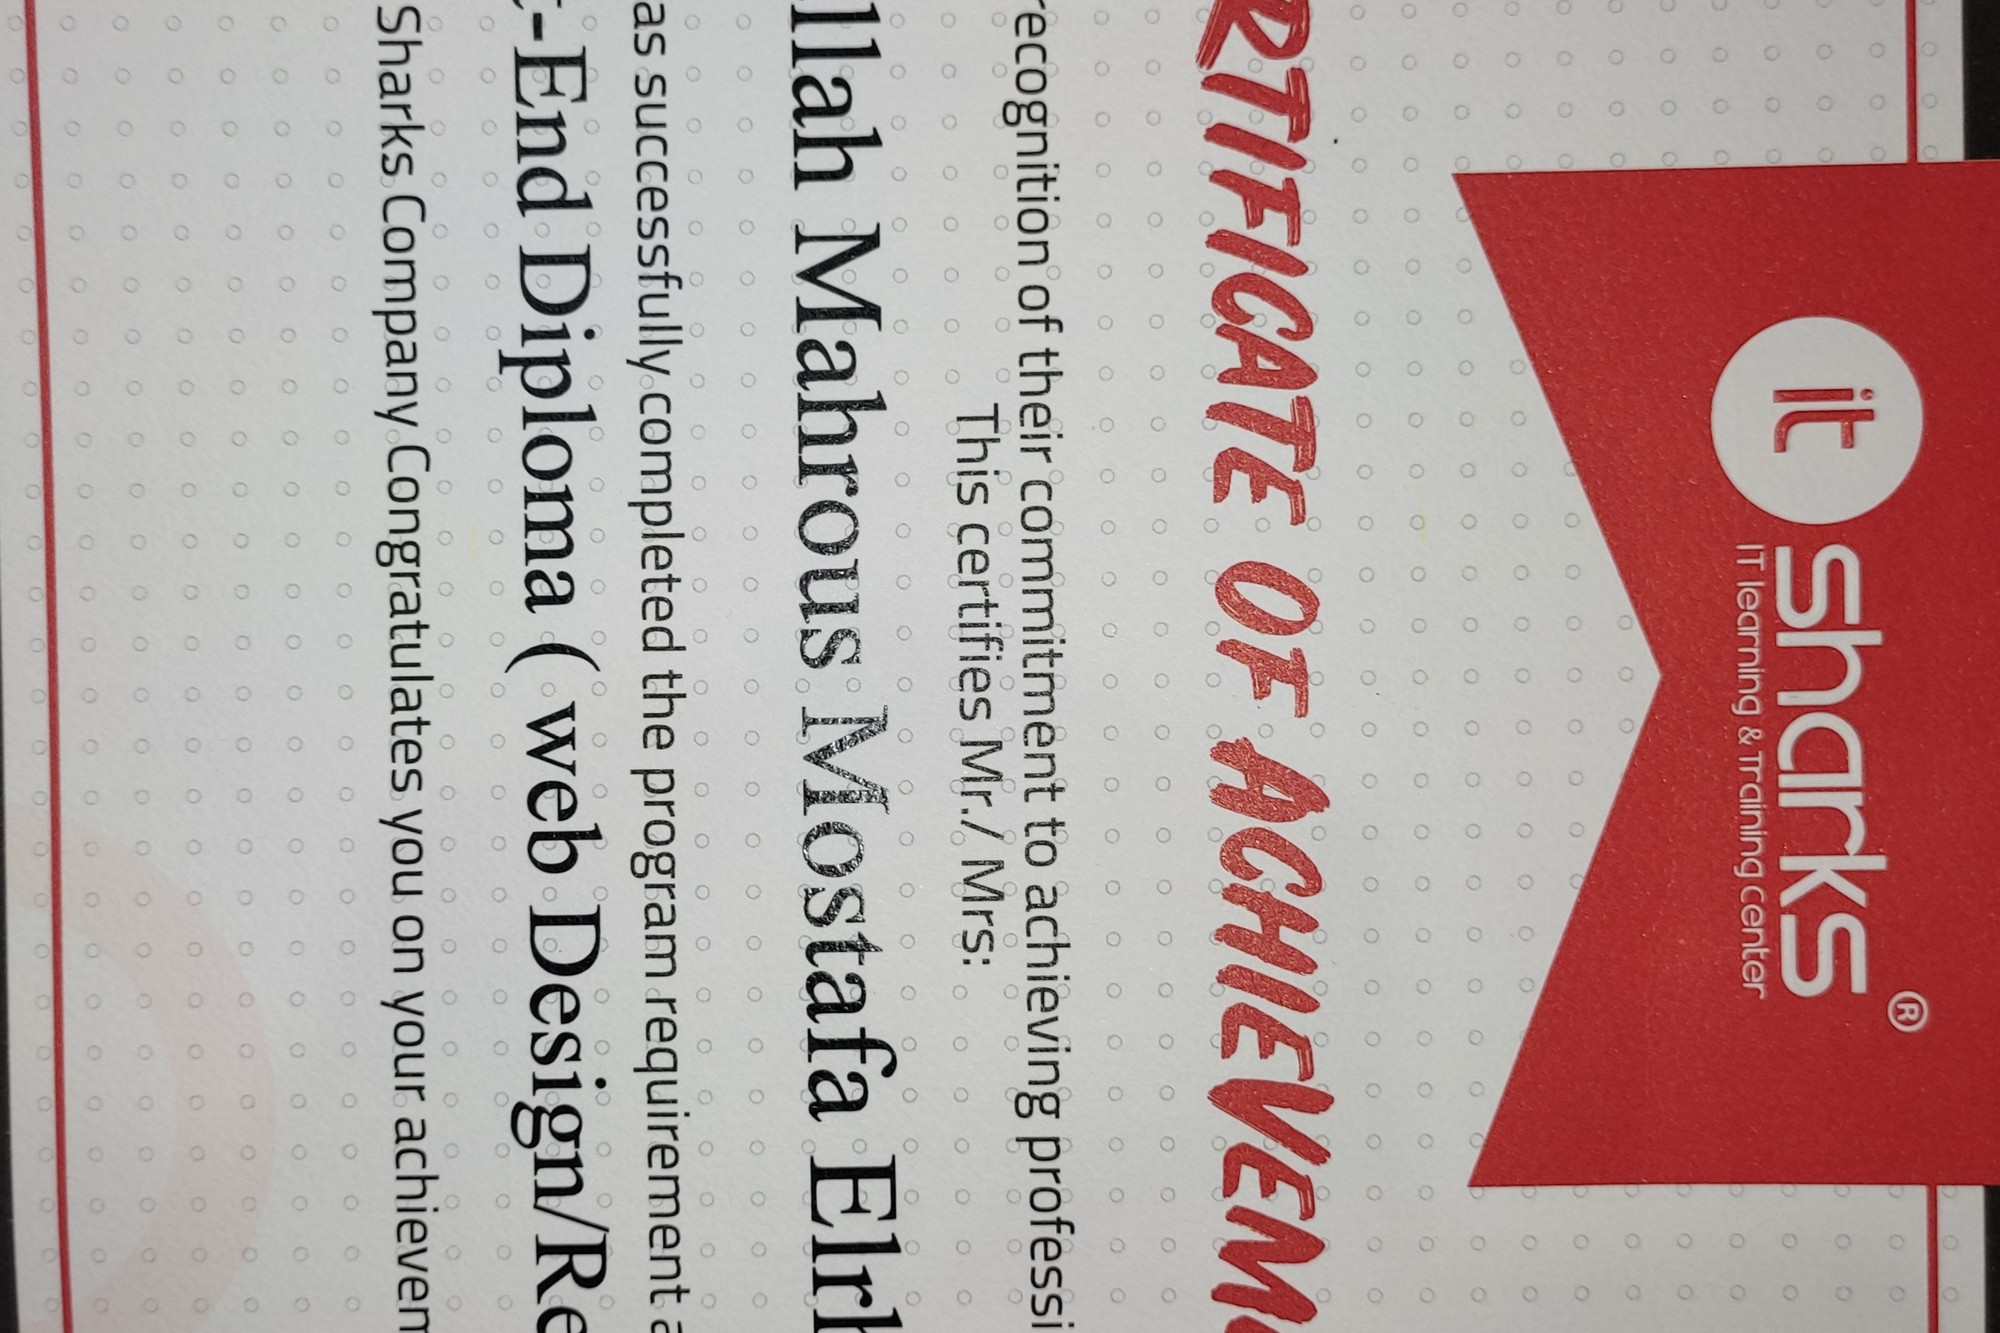 it sharks ®
IT learning & training center
RTIFICATE OF ACHIEVEM
recognition of their commitment to achieving professi
This certifies Mr./ Mrs:
llah Mahrous Mostafa Elrh
as successfully completed the program requirement a
-End Diploma ( web Design/Re
Sharks Company Congratulates you on your achievem